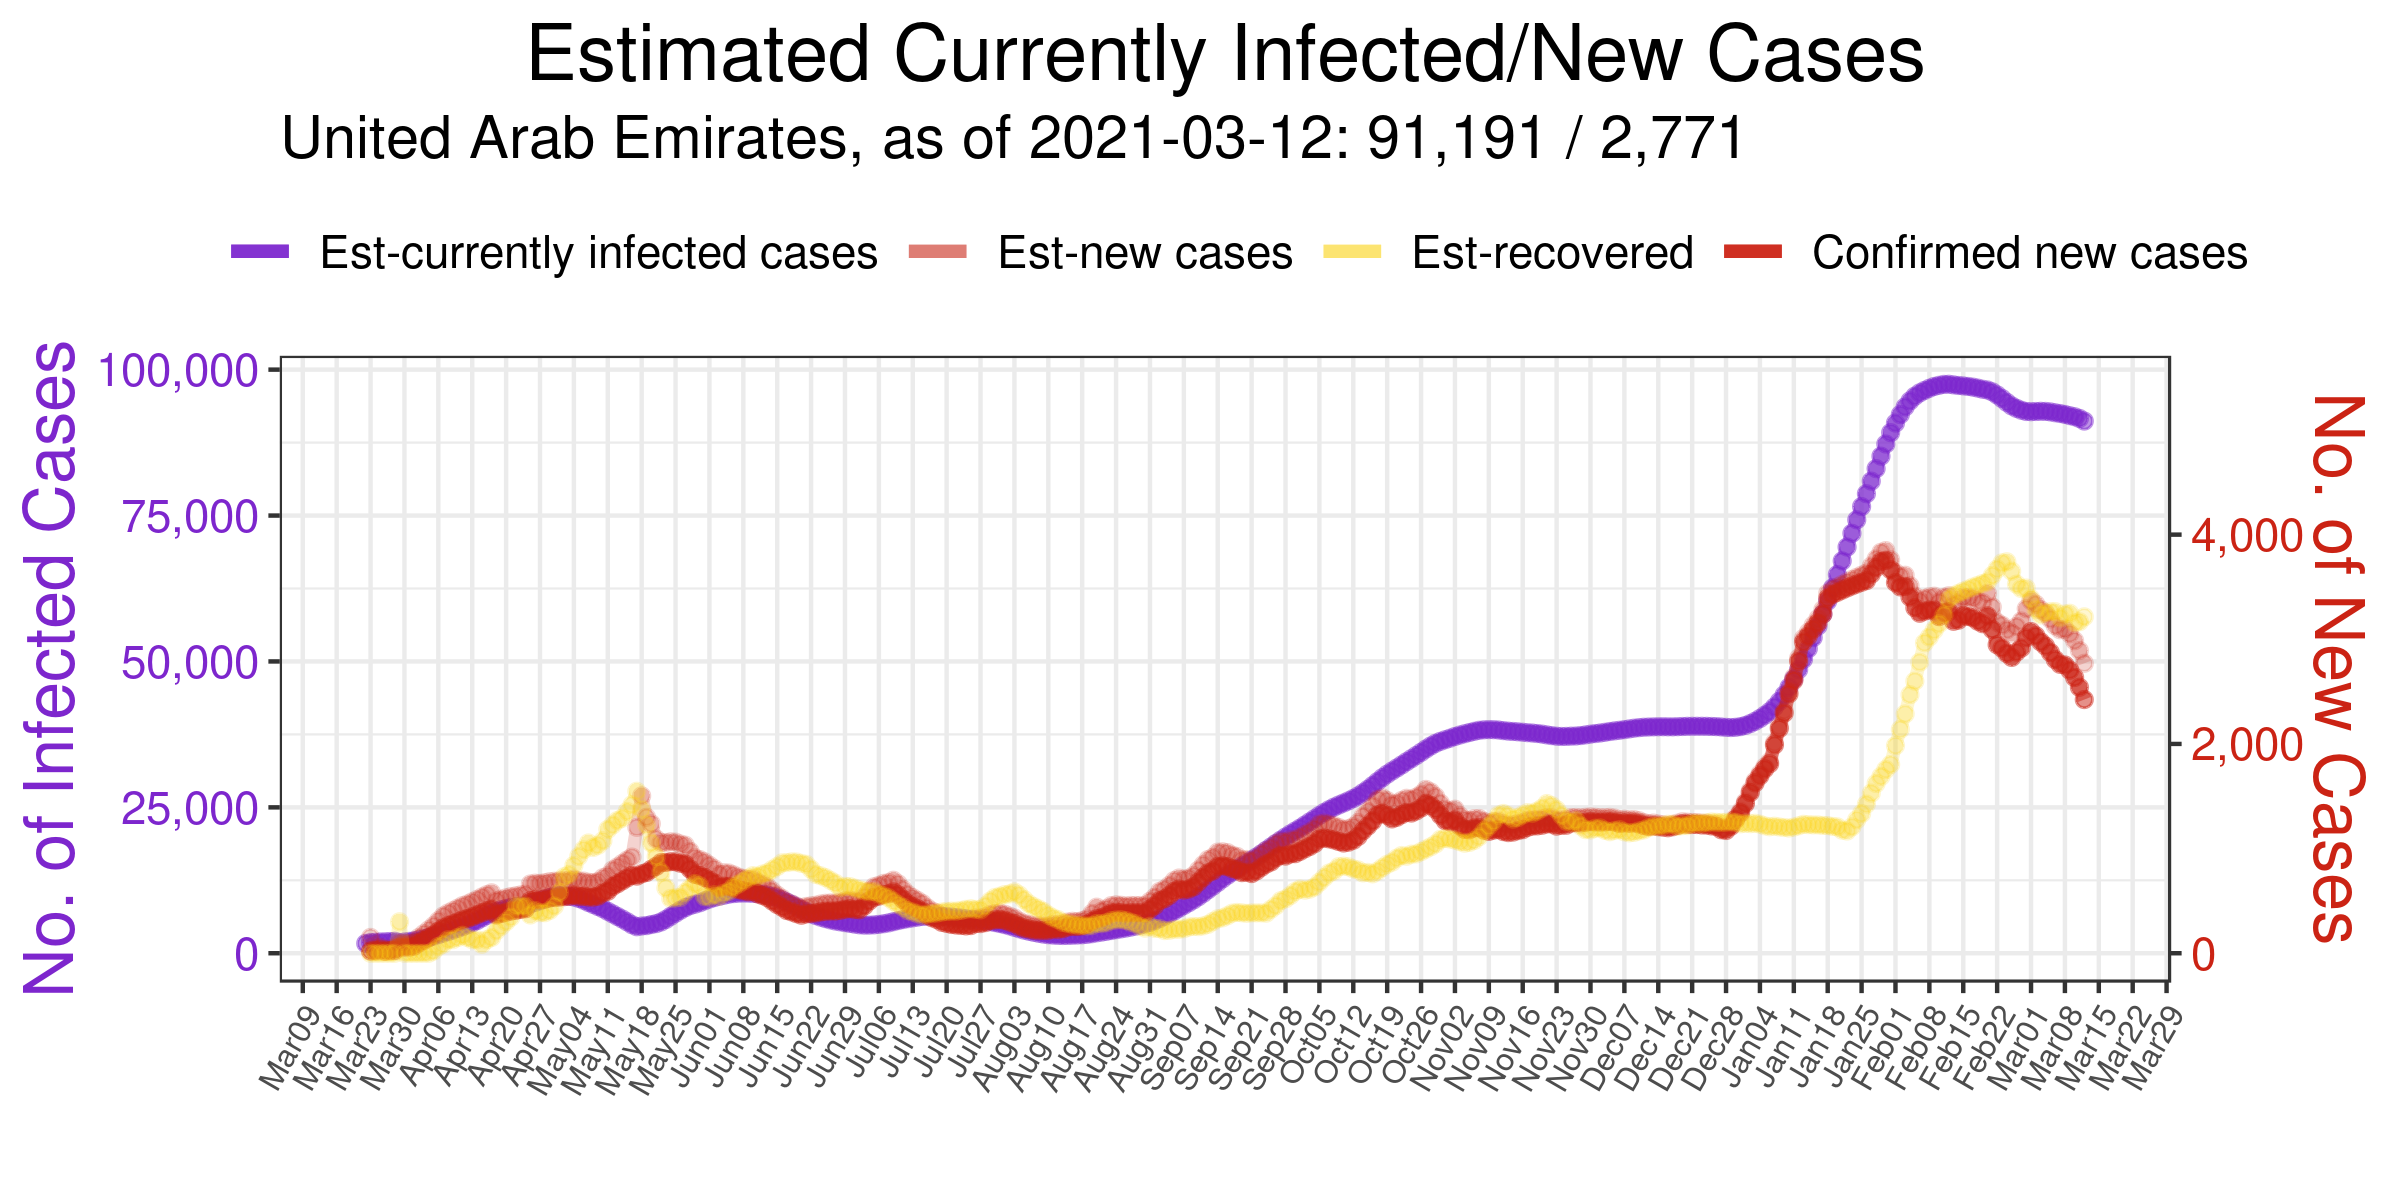 Estimated Currently Infected/New Cases
United Arab Emirates, as of 2021-03-12: 91,191 / 2,771
Est-currently infected cases Est-new cases Est-recovered Confirmed new cases
No. of Infected Cases
100,000
75,000
50,000
25,000
0
4,000
2,000
0
No. of New Cases
Mar09 Mar16 Mar23 Mar30 Apr06 Apr13 Apr20 Apr27 May04 May11 May18 May25 Jun01 Jun08 Jun15 Jun22 Jun29 Jul06 Jul13 Jul20 Jul27 Aug03 Aug10 Aug17 Aug24 Aug31 Sep07 Sep14 Sep21 Sep28 Oct05 Oct12 Oct19 Oct26 Nov02 Nov09 Nov16 Nov23 Nov30 Dec07 Dec14 Dec21 Dec28 Jan04 Jan11 Jan18 Jan25 Feb01 Feb08 Feb15 Feb22 Mar01 Mar08 Mar15 Mar22 Mar29